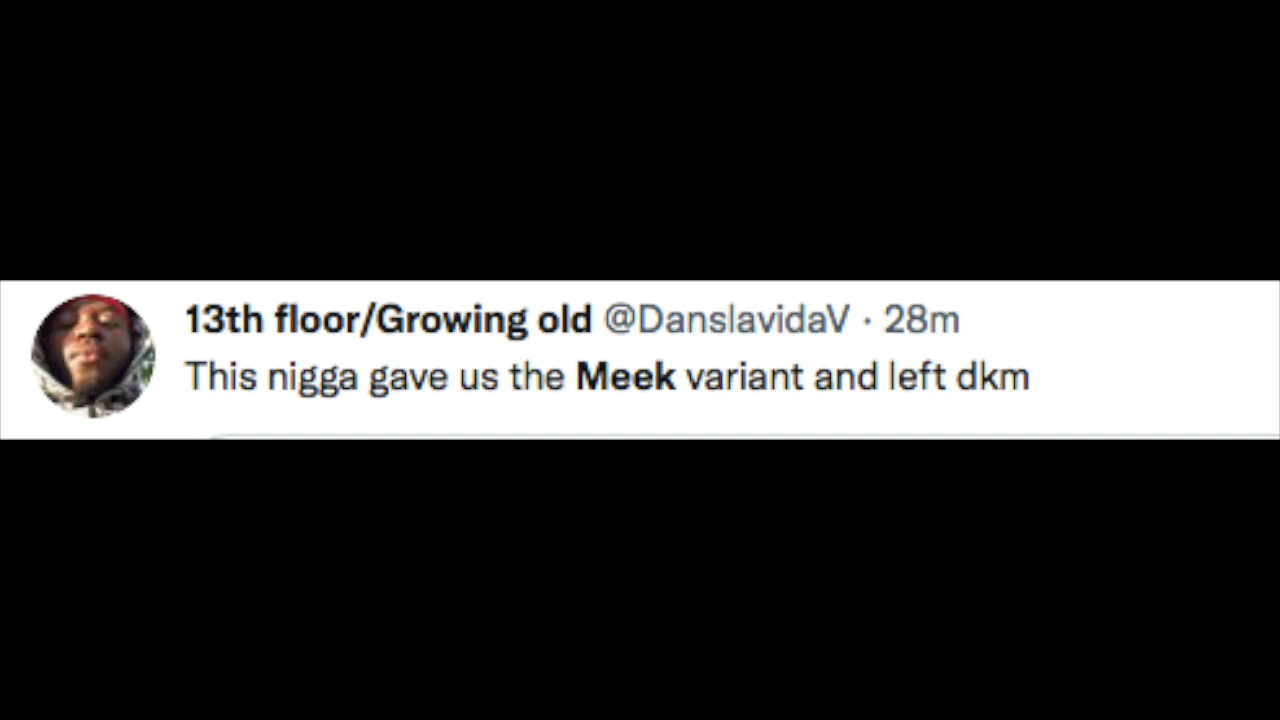 13th floor/Growing old @DanslavidaV · 28m
This nigga gave us the Meek variant and left dkm